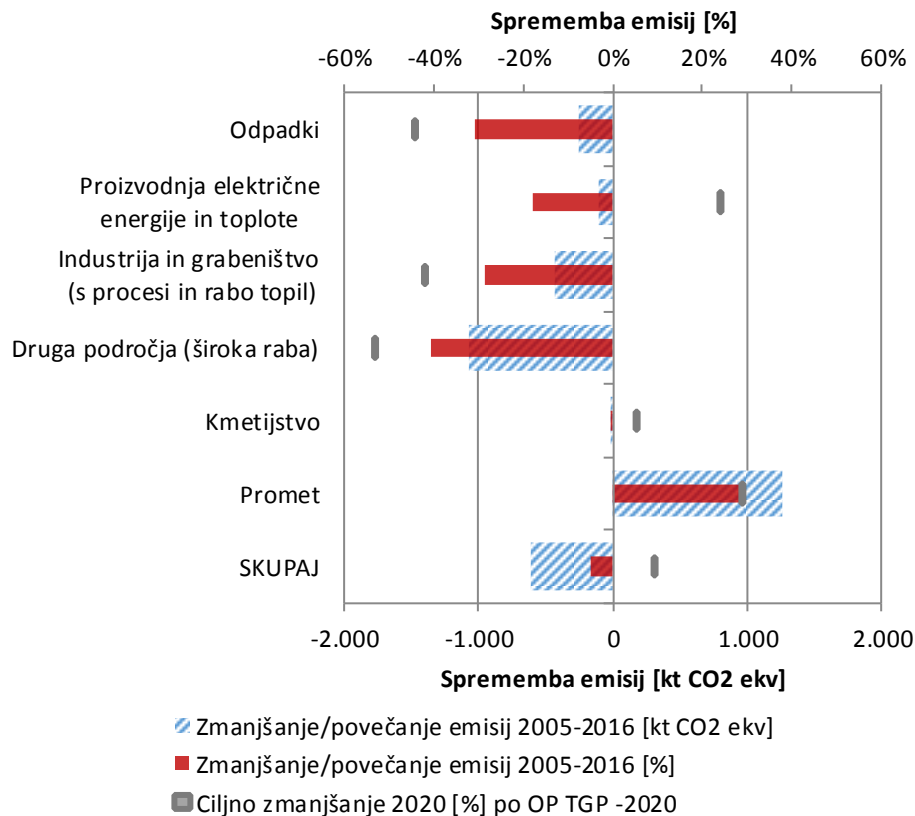 Sprememba emisij [%]
-60% -40% -20% 0% 20% 40% 60%
Odpadki
Proizvodnja električne
energije in toplote
Industrija in grabeništvo
(s procesi in rabo topil)
Druga področja (široka raba)
Kmetijstvo
Promet
SKUPAJ
-2.000 -1.000 0 1.000 2.000
Sprememba emisij [kt CO2 ekv]
Zmanjšanje/povečanje emisij 2005-2016 [kt CO2 ekv]
Zmanjšanje/povečanje emisij 2005-2016 [%]
Ciljno zmanjšanje 2020 [%] po OP TGP -2020